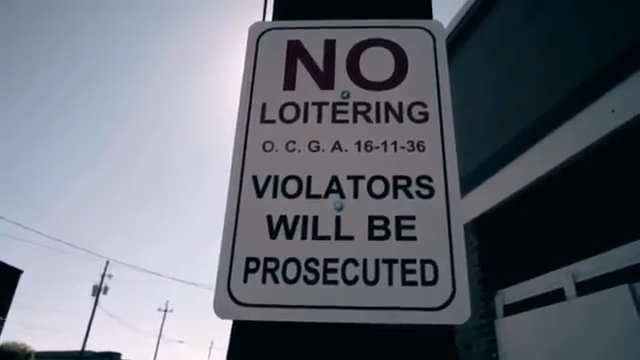 NO
LOITERING
O. C. G. A. 16-11-36
VIOLATORS
WILL BE
PROSECUTED